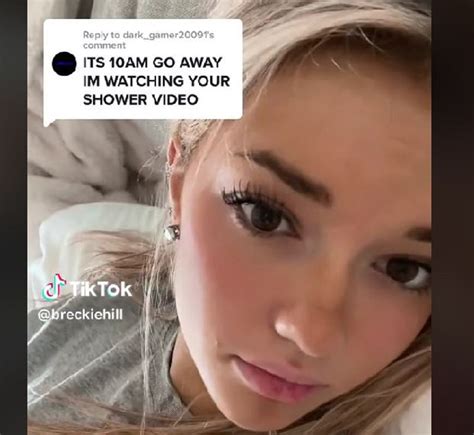 Reply to dark_gamer20091's
comment
ITS 10AM GO AWAY
IM WATCHING YOUR
SHOWER VIDEO
TikTok
@breckiehill